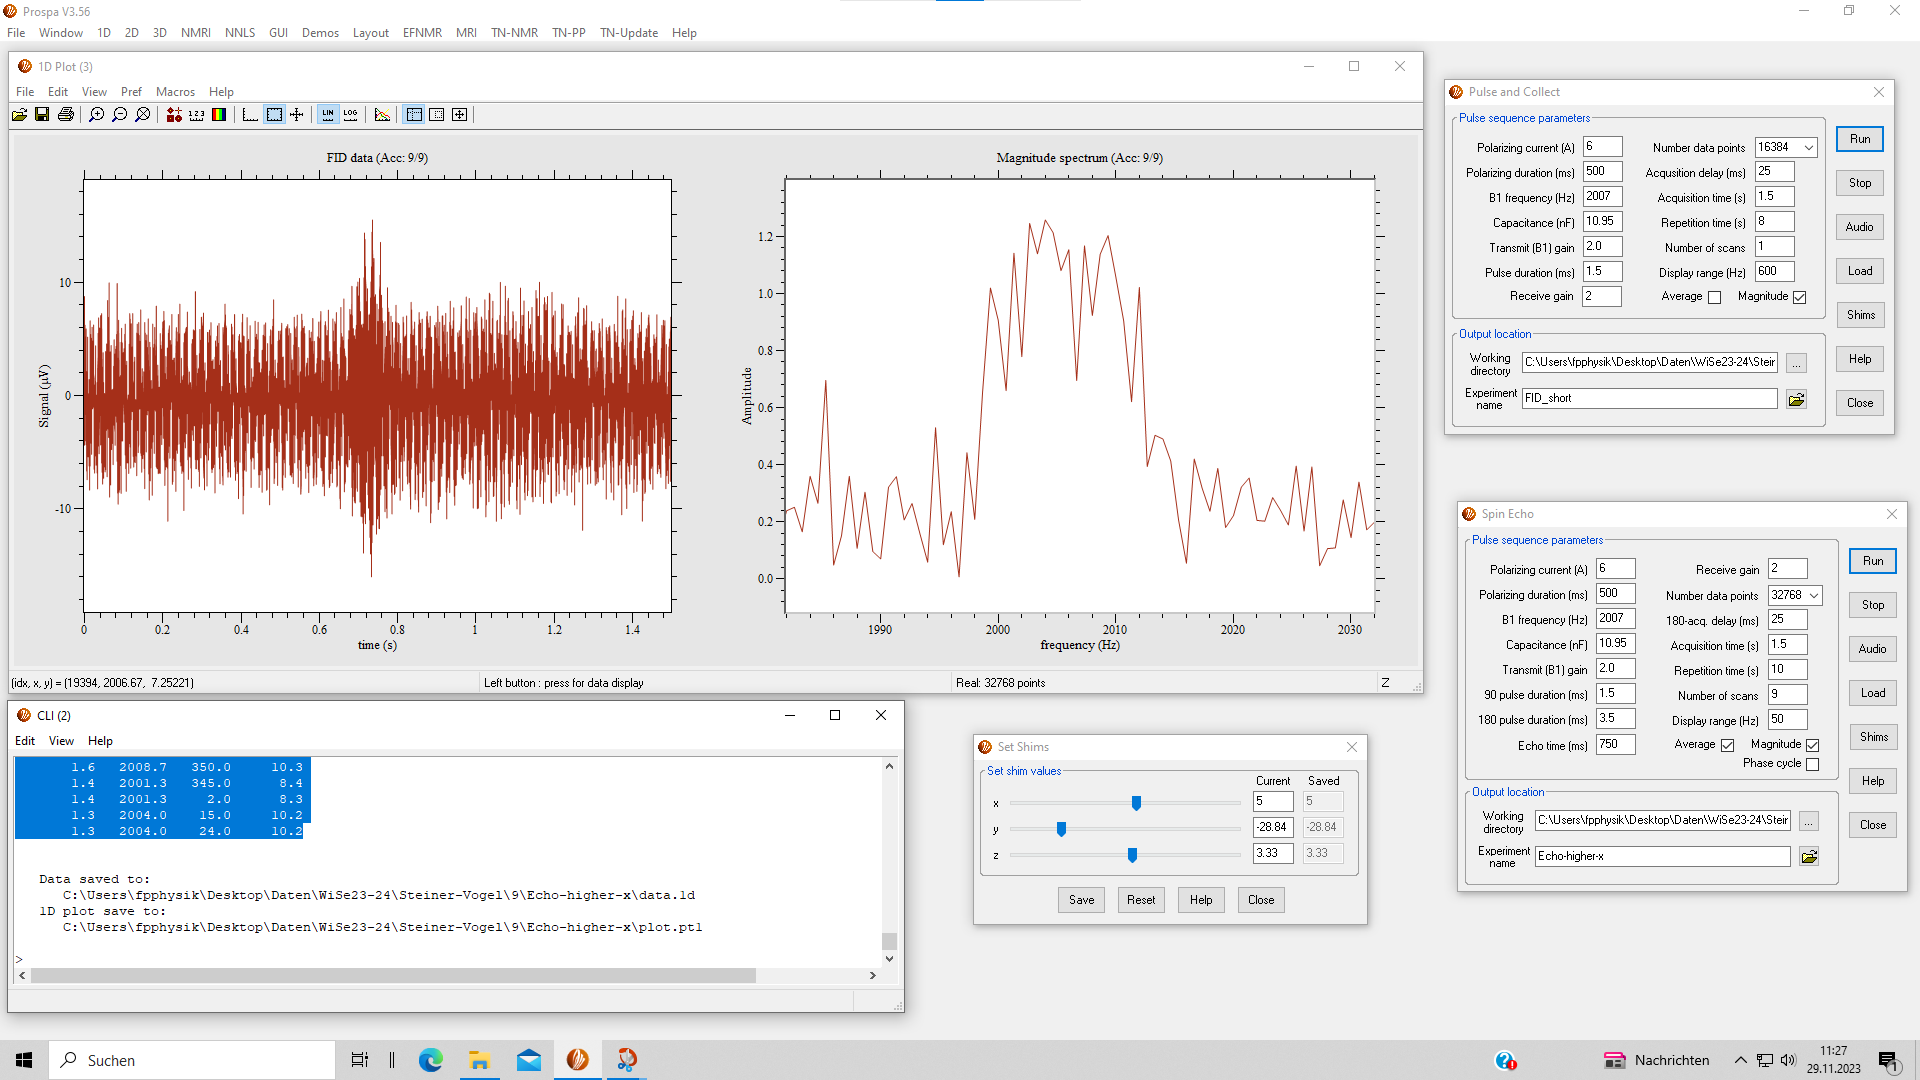 Prospa V3.56
File Window 1D 2D 3D NMRI NNLS GUI Demos Layout EFNMR MRI TN-NMR TN-PP TN-Update Help
1D Plot (3)
File Edit View Pref Macros Help
1 2 3 LIN LOG
FID data (Acc: 9/9)
Signal (µV)
10
0
-10
0 0.2 0.4 0.6 0.8 1 1.2 1.4
time (s)
Magnitude spectrum (Acc: 9/9)
Amplitude
1.2
1.0
0.8
0.6
0.4
0.2
0.0
1990 2000 2010 2020 2030
frequency (Hz)
(idx, x, y) = (19394, 2006.67, 7.25221) Left button : press for data display Real: 32768 points Z
CLI (2)
Edit View Help
1.6 2008.7 350.0 10.3
1.4 2001.3 345.0 8.4
1.4 2001.3 2.0 8.3
1.3 2004.0 15.0 10.2
1.3 2004.0 24.0 10.2
Data saved to:
C:\Users\fpphysik\Desktop\Daten\WiSe23-24\Steiner-Vogel\9\Echo-higher-x\data.1d
1D plot save to:
C:\Users\fpphysik\Desktop\Daten\WiSe23-24\Steiner-Vogel\9\Echo-higher-x\plot.pt1
>
Set Shims
Set shim values
Current Saved
x 5 5
y -28.84 -28.84
z 3.33 3.33
Save Reset Help Close
Pulse and Collect
Pulse sequence parameters
Polarizing current (A) 6 Number data points 16384
Polarizing duration (ms) 500 Acqusition delay (ms) 25
B1 frequency (Hz) 2007 Acquisition time (s) 1.5
Capacitance (nF) 10.95 Repetition time (s) 8
Transmit (B1) gain 2.0 Number of scans 1
Pulse duration (ms) 1.5 Display range (Hz) 600
Receive gain 2 Average Magnitude
Output location
Working directory C:\Users\fpphysik\Desktop\Daten\WiSe23-24\Steir ...
Experiment name FID_short
Run
Stop
Audio
Load
Shims
Help
Close
Spin Echo
Pulse sequence parameters
Polarizing current (A) 6 Receive gain 2
Polarizing duration (ms) 500 Number data points 32768
B1 frequency (Hz) 2007 180-acq. delay (ms) 25
Capacitance (nF) 10.95 Acquisition time (s) 1.5
Transmit (B1) gain 2.0 Repetition time (s) 10
90 pulse duration (ms) 1.5 Number of scans 9
180 pulse duration (ms) 3.5 Display range (Hz) 50
Echo time (ms) 750 Average Magnitude
Phase cycle
Output location
Working directory C:\Users\fpphysik\Desktop\Daten\WiSe23-24\Steir ...
Experiment name Echo-higher-x
Run
Stop
Audio
Load
Shims
Help
Close
Suchen
Nachrichten
11:27
29.11.2023
1